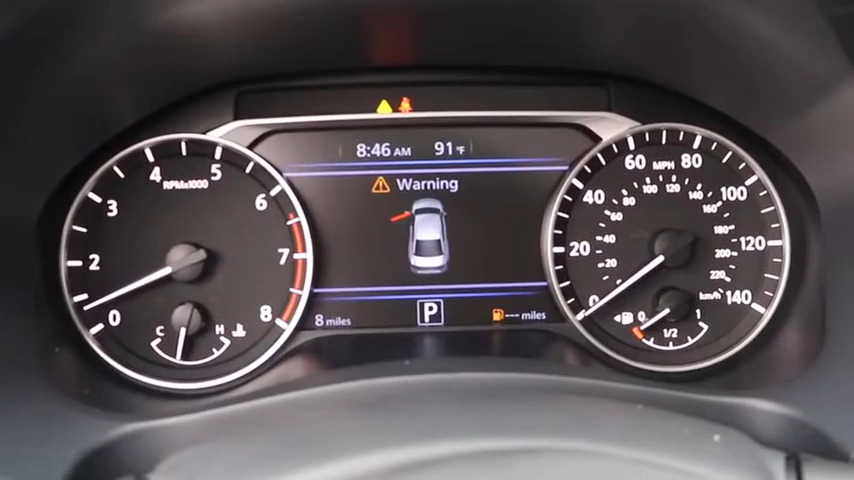 8:46 AM 91°F
Warning
8 miles P --- miles
0 2 3 4 5 6 7 8
RPMx1000
C H
0 20 40 60 80 100 120 140
MPH
20 40 60 80 100 120 140 160 180 200 220
km/h
0 1/2 1